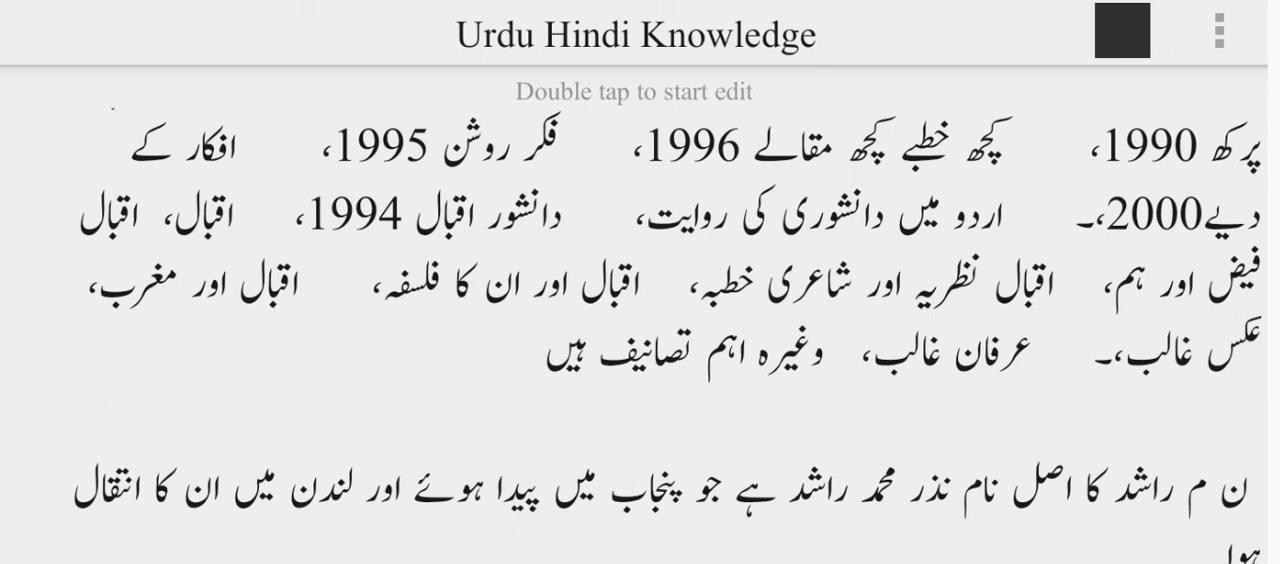 Urdu Hindi Knowledge
Double tap to start edit
پرکھ 1990، کچھ خطبے کچھ مقالے 1996، فکر روشن 1995، افکار کے
دیے2000،۔ اردو میں دانشوری کی روایت، دانشور اقبال 1994، اقبال، اقبال
فیض اور ہم، اقبال نظریہ اور شاعری خطبہ، اقبال اور ان کا فلسفہ، اقبال اور مغرب،
عکس غالب،۔ عرفان غالب، وغیرہ اہم تصانیف ہیں
ن م راشد کا اصل نام نذر محمد راشد ہے جو پنجاب میں پیدا ہوئے اور لندن میں ان کا انتقال
ہوا